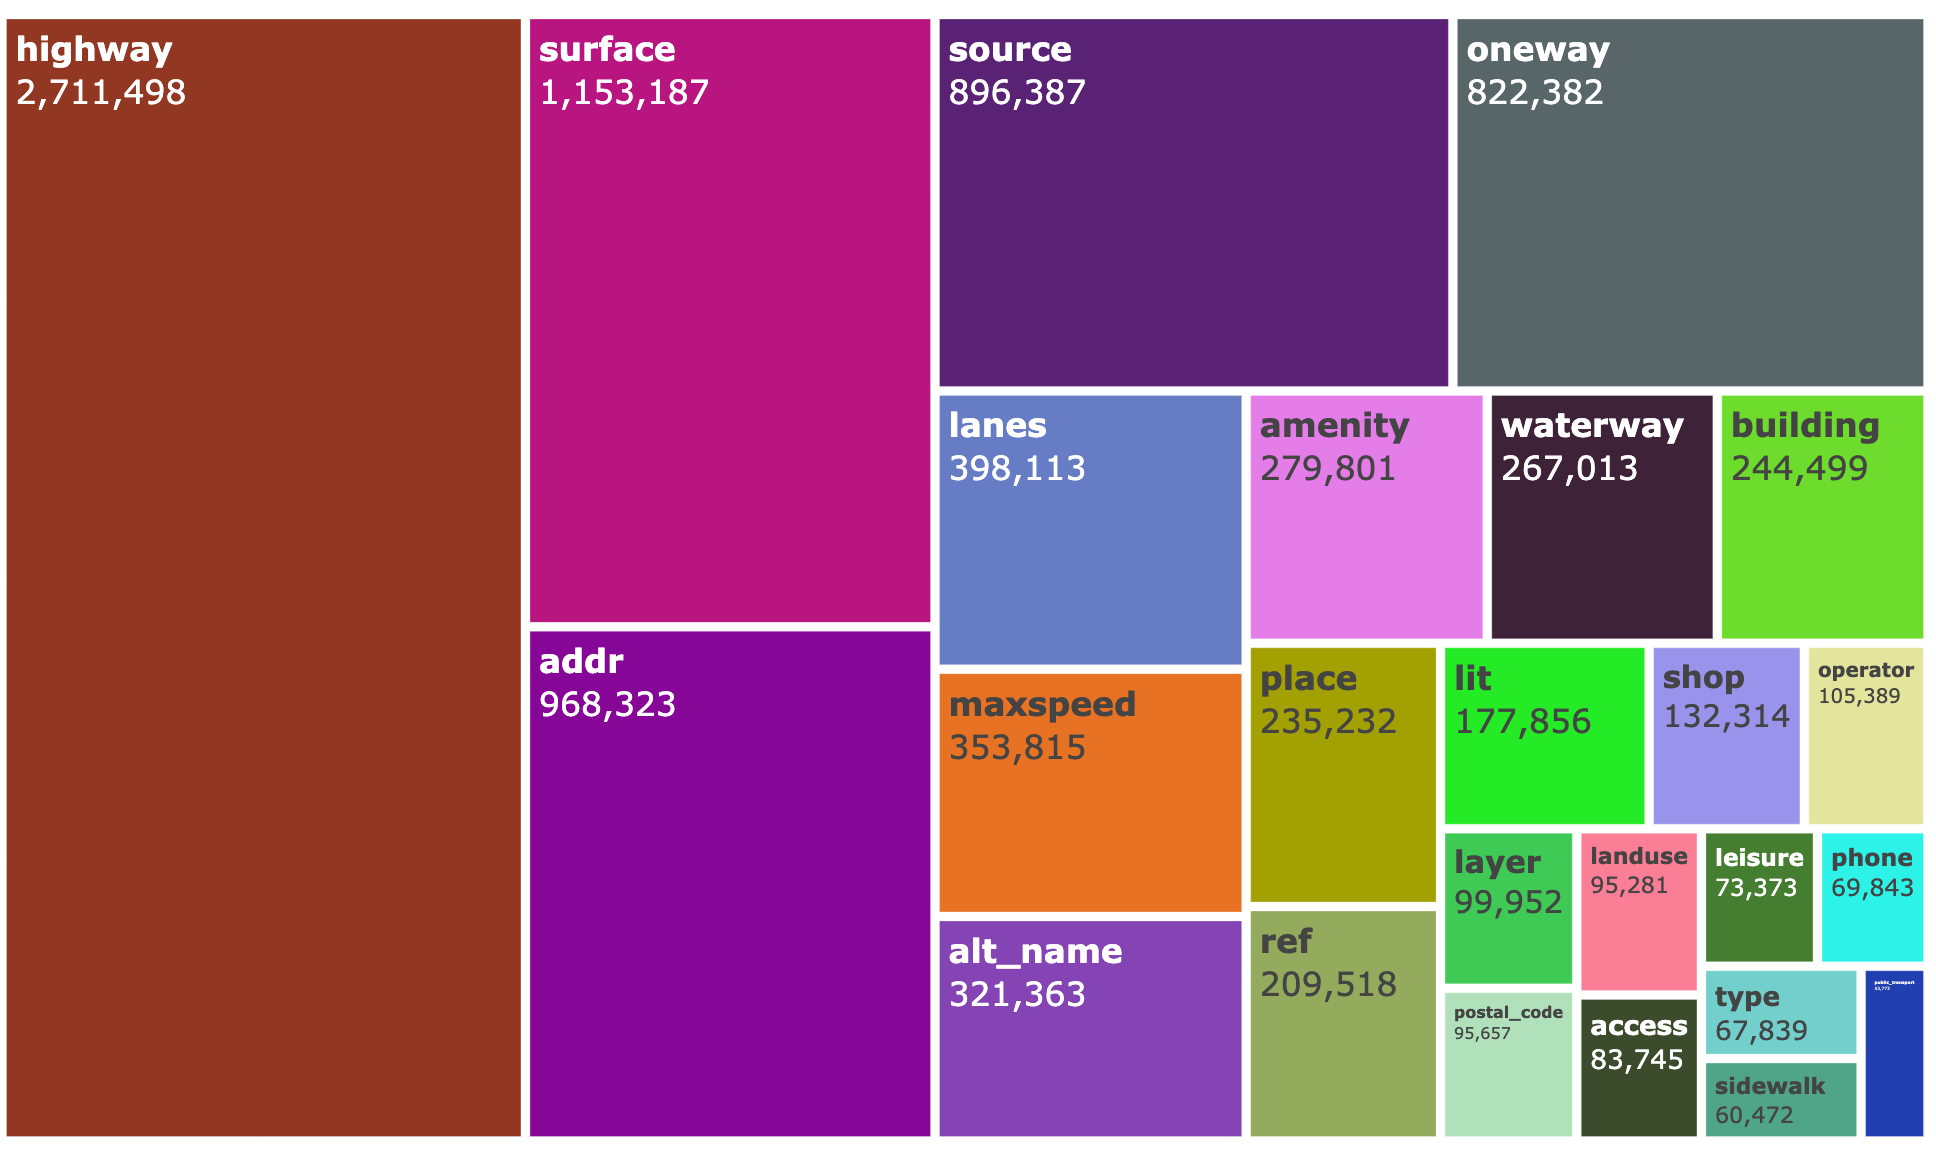 highway
2,711,498
surface
1,153,187
addr
968,323
source
896,387
oneway
822,382
lanes
398,113
maxspeed
353,815
alt_name
321,363
amenity
279,801
waterway
267,013
building
244,499
place
235,232
ref
209,518
lit
177,856
shop
132,314
operator
105,389
layer
99,952
postal_code
95,657
landuse
95,281
access
83,745
leisure
73,373
phone
69,843
type
67,839
sidewalk
60,472
public_transport
53,773